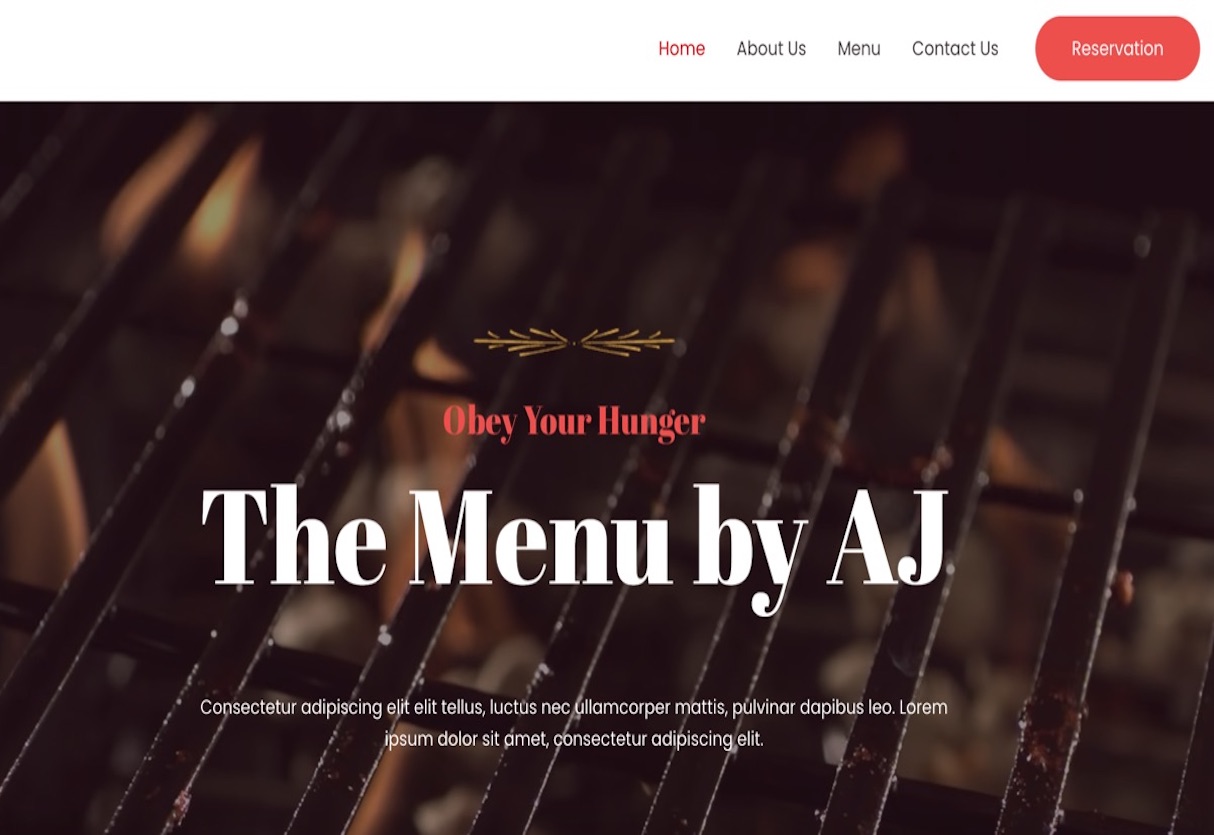 Home About Us Menu Contact Us Reservation
Obey Your Hunger
The Menu by AJ
Consectetur adipiscing elit elit tellus, luctus nec ullamcorper mattis, pulvinar dapibus leo. Lorem
ipsum dolor sit amet, consectetur adipiscing elit.